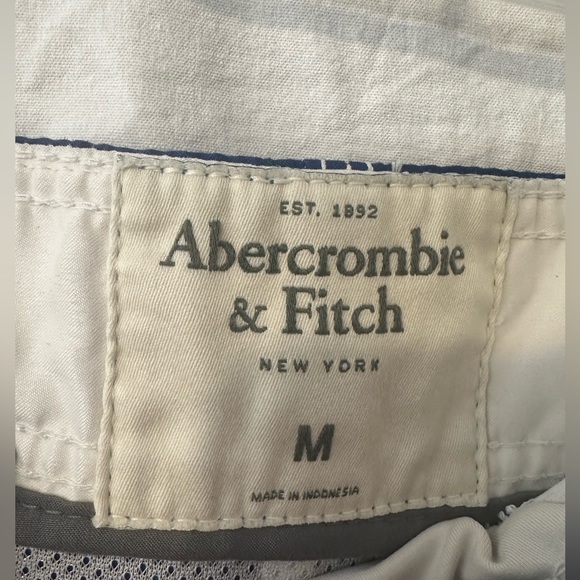 EST. 1892
Abercrombie
& Fitch
NEW YORK
M
MADE IN INDONESIA